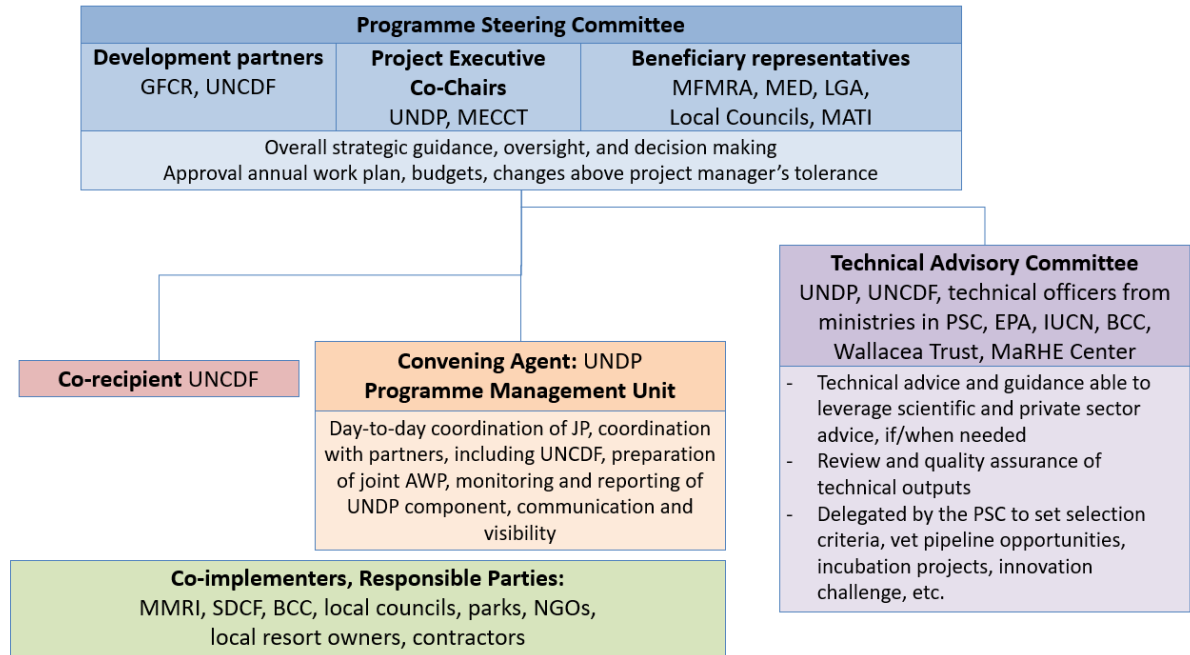 Programme Steering Committee
Development partners
GFCR, UNCDF
Project Executive
Co-Chairs
UNDP, MECCT
Beneficiary representatives
MFMRA, MED, LGA,
Local Councils, MATI
Overall strategic guidance, oversight, and decision making
Approval annual work plan, budgets, changes above project manager's tolerance
Co-recipient UNCDF
Convening Agent: UNDP
Programme Management Unit
Day-to-day coordination of JP, coordination
with partners, including UNCDF, preparation
of joint AWP, monitoring and reporting of
UNDP component, communication and
visibility
Technical Advisory Committee
UNDP, UNCDF, technical officers from
ministries in PSC, EPA, IUCN, BCC,
Wallacea Trust, MaRHE Center
- Technical advice and guidance able to
leverage scientific and private sector
advice, if/when needed
- Review and quality assurance of
technical outputs
- Delegated by the PSC to set selection
criteria, vet pipeline opportunities,
incubation projects, innovation
challenge, etc.
Co-implementers, Responsible Parties:
MMRI, SDCF, BCC, local councils, parks, NGOs,
local resort owners, contractors